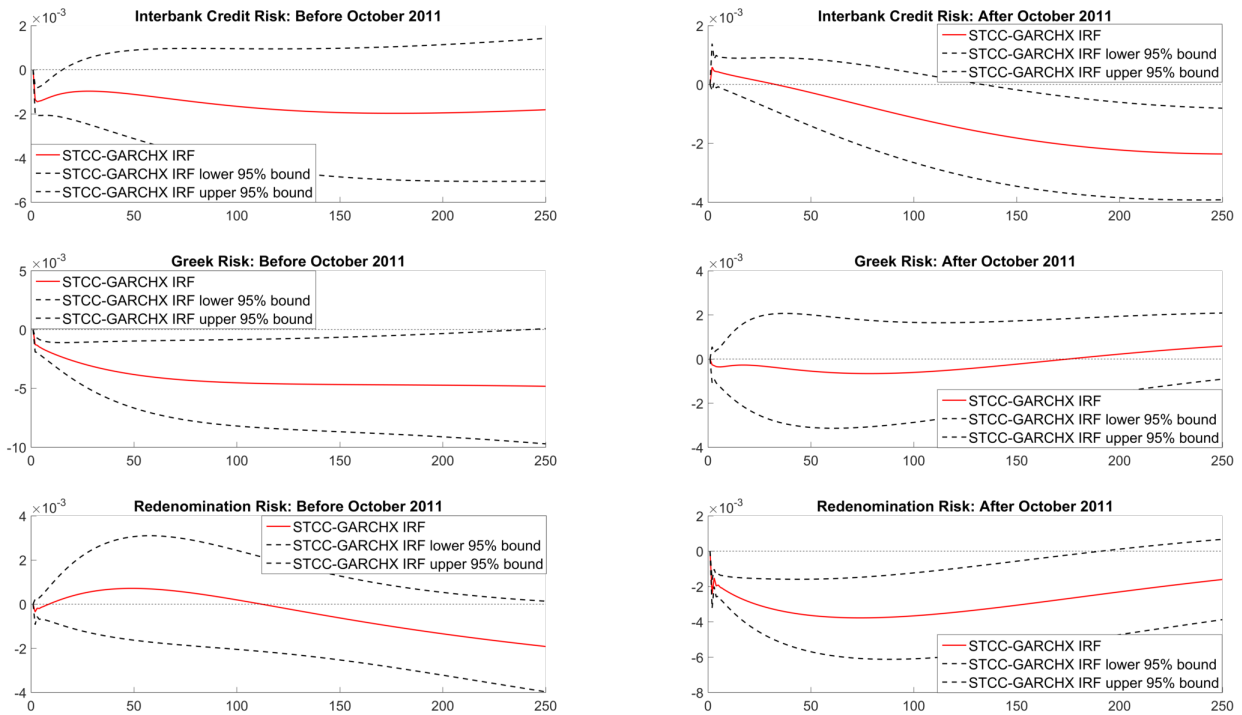 ×10⁻³
Interbank Credit Risk: Before October 2011
2
0
-2
-4
-6
STCC-GARCHX IRF
STCC-GARCHX IRF lower 95% bound
STCC-GARCHX IRF upper 95% bound
0 50 100 150 200 250
×10⁻³
Interbank Credit Risk: After October 2011
2
0
-2
-4
STCC-GARCHX IRF
STCC-GARCHX IRF lower 95% bound
STCC-GARCHX IRF upper 95% bound
0 50 100 150 200 250
×10⁻³
Greek Risk: Before October 2011
5
0
-5
-10
STCC-GARCHX IRF
STCC-GARCHX IRF lower 95% bound
STCC-GARCHX IRF upper 95% bound
0 50 100 150 200 250
×10⁻³
Greek Risk: After October 2011
4
2
0
-2
-4
STCC-GARCHX IRF
STCC-GARCHX IRF lower 95% bound
STCC-GARCHX IRF upper 95% bound
0 50 100 150 200 250
×10⁻³
Redenomination Risk: Before October 2011
4
2
0
-2
-4
STCC-GARCHX IRF
STCC-GARCHX IRF lower 95% bound
STCC-GARCHX IRF upper 95% bound
0 50 100 150 200 250
×10⁻³
Redenomination Risk: After October 2011
2
0
-2
-4
-6
-8
STCC-GARCHX IRF
STCC-GARCHX IRF lower 95% bound
STCC-GARCHX IRF upper 95% bound
0 50 100 150 200 250